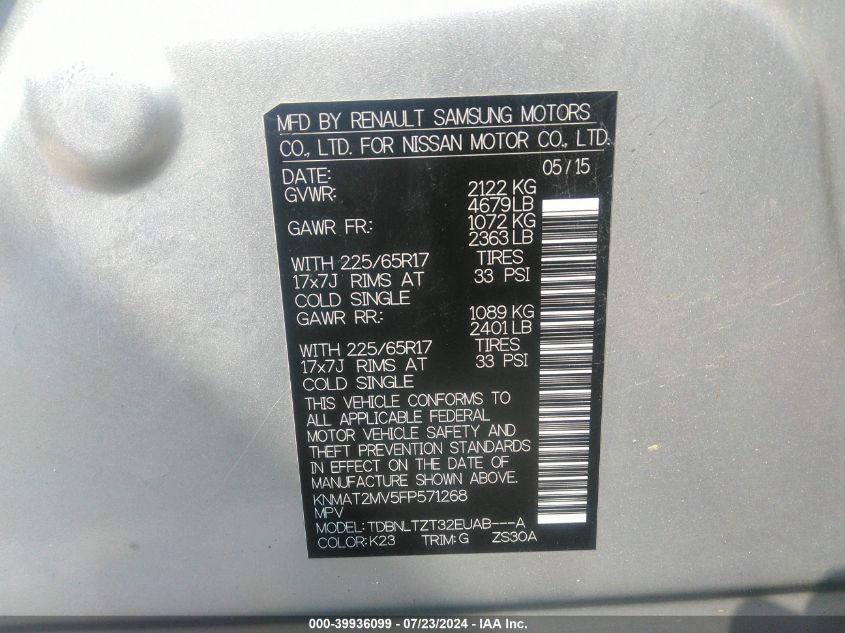 MFD BY RENAULT SAMSUNG MOTORS
CO., LTD. FOR NISSAN MOTOR CO., LTD.
DATE: 05/15
GVWR: 2122 KG
4679 LB
GAWR FR.: 1072 KG
2363 LB
WITH 225/65R17 TIRES
17x7J RIMS AT 33 PSI
COLD SINGLE
GAWR RR.: 1089 KG
2401 LB
WITH 225/65R17 TIRES
17x7J RIMS AT 33 PSI
COLD SINGLE
THIS VEHICLE CONFORMS TO
ALL APPLICABLE FEDERAL
MOTOR VEHICLE SAFETY AND
THEFT PREVENTION STANDARDS
IN EFFECT ON THE DATE OF
MANUFACTURE SHOWN ABOVE.
KNMAT2MV5FP571268
MPV
MODEL: TDBNLTZT32EUAB---A
COLOR: K23 TRIM: G ZS30A
000-39936099 - 07/23/2024 - IAA Inc.